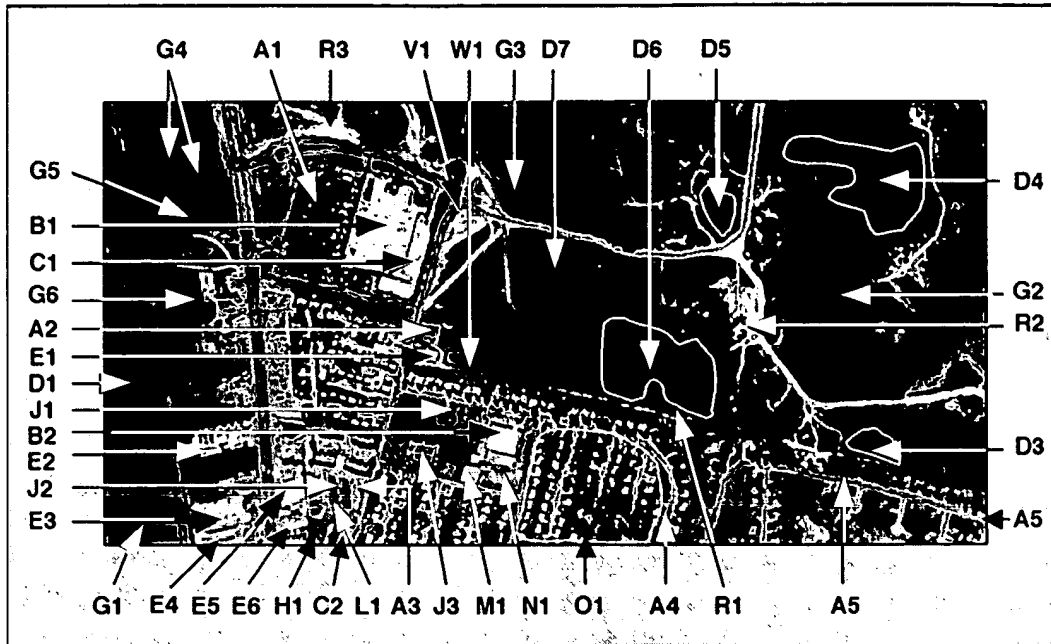 G4 A1 R3 V1 W1 G3 D7 D6 D5
G5
D4
B1
C1
G6
G2
R2
A2
E1
D1
J1
B2
D3
E2
J2
E3
A5
G1 E4 E5 E6 H1 C2 L1 A3 J3 M1 N1 O1 A4 R1 A5